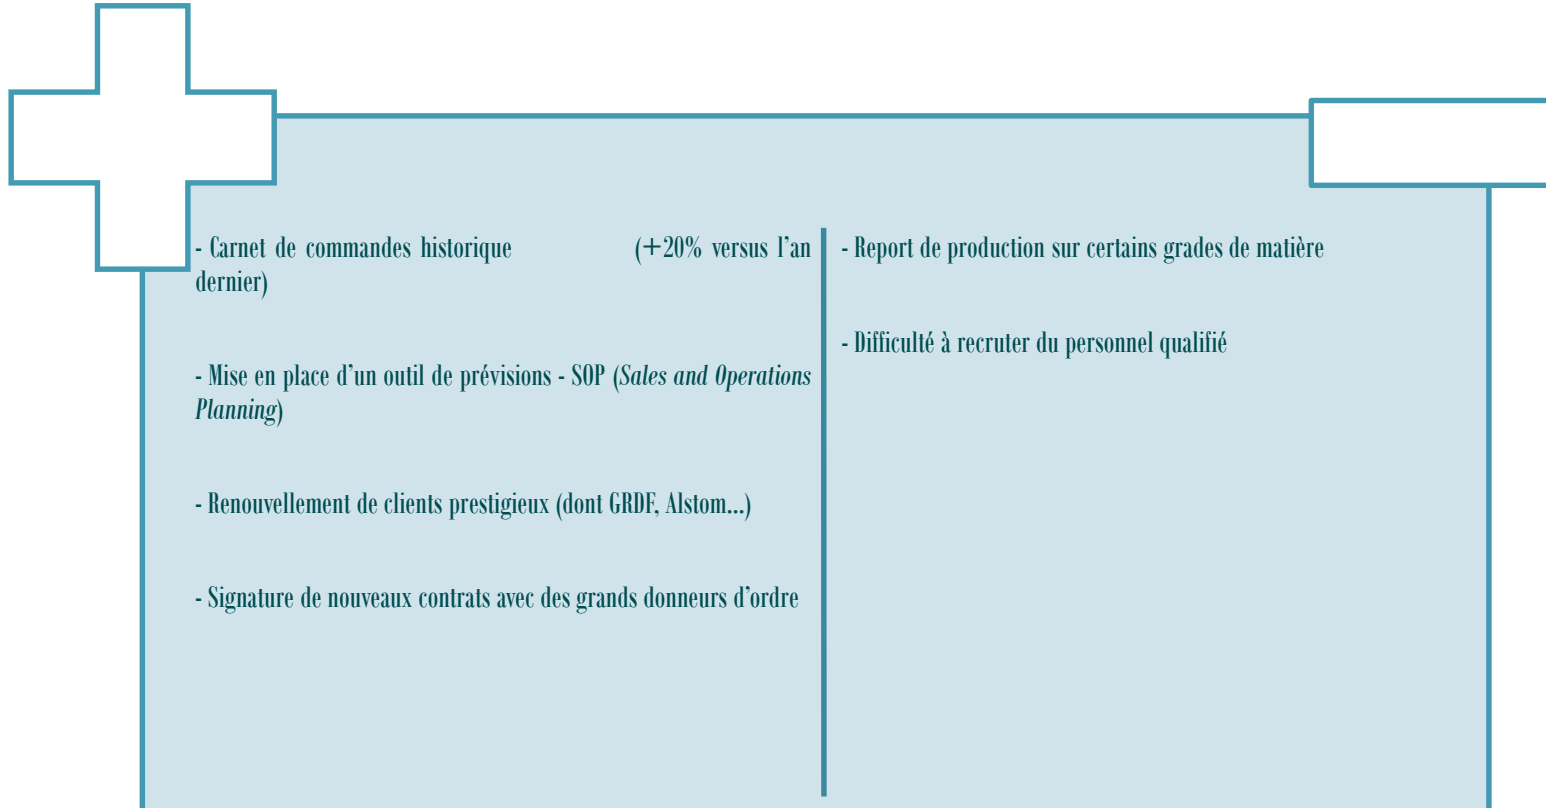 - Carnet de commandes historique (+20% versus l’an
dernier)
- Mise en place d’un outil de prévisions - SOP (Sales and Operations
Planning)
- Renouvellement de clients prestigieux (dont GRDF, Alstom...)
- Signature de nouveaux contrats avec des grands donneurs d’ordre
- Report de production sur certains grades de matière
- Difficulté à recruter du personnel qualifié